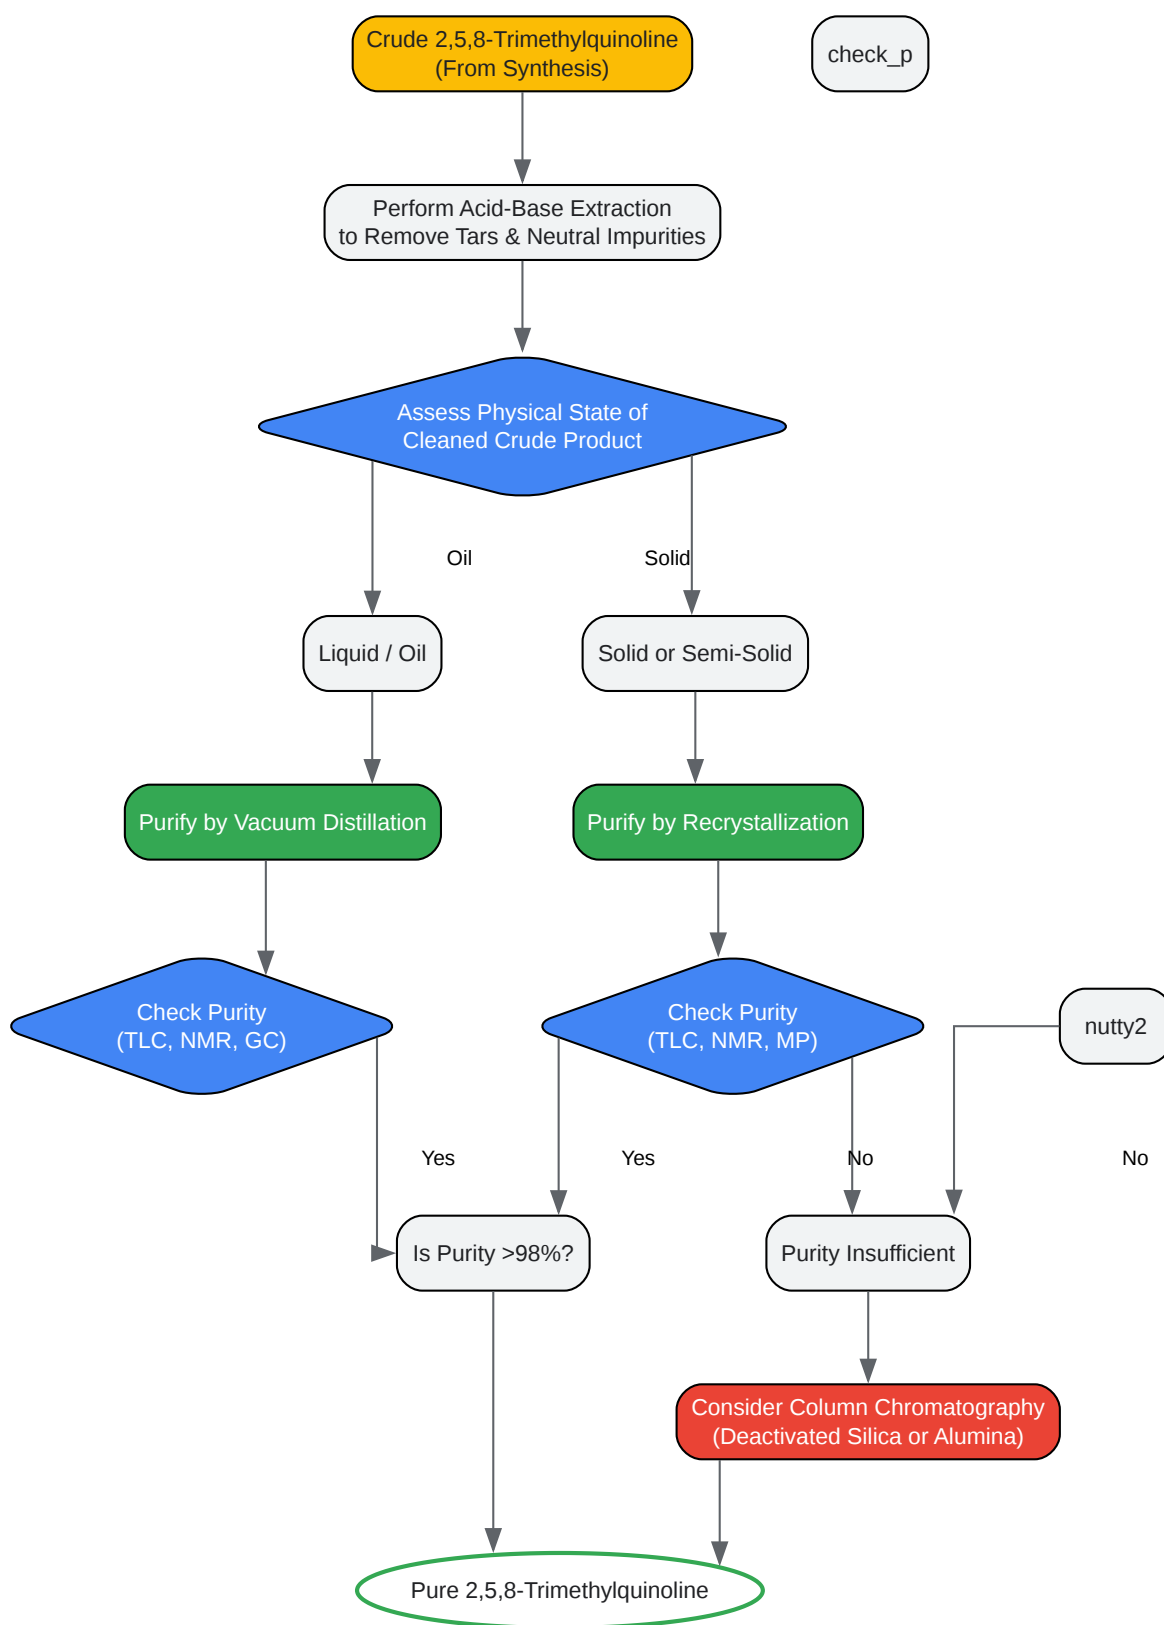 Crude 2,5,8-Trimethylquinoline
(From Synthesis)
check_p
Perform Acid-Base Extraction
to Remove Tars & Neutral Impurities
Assess Physical State of
Cleaned Crude Product
Oil
Solid
Liquid / Oil
Solid or Semi-Solid
Purify by Vacuum Distillation
Purify by Recrystallization
Check Purity
(TLC, NMR, GC)
Check Purity
(TLC, NMR, MP)
nutty2
Yes
Yes
No
No
Is Purity >98%?
Purity Insufficient
Consider Column Chromatography
(Deactivated Silica or Alumina)
Pure 2,5,8-Trimethylquinoline